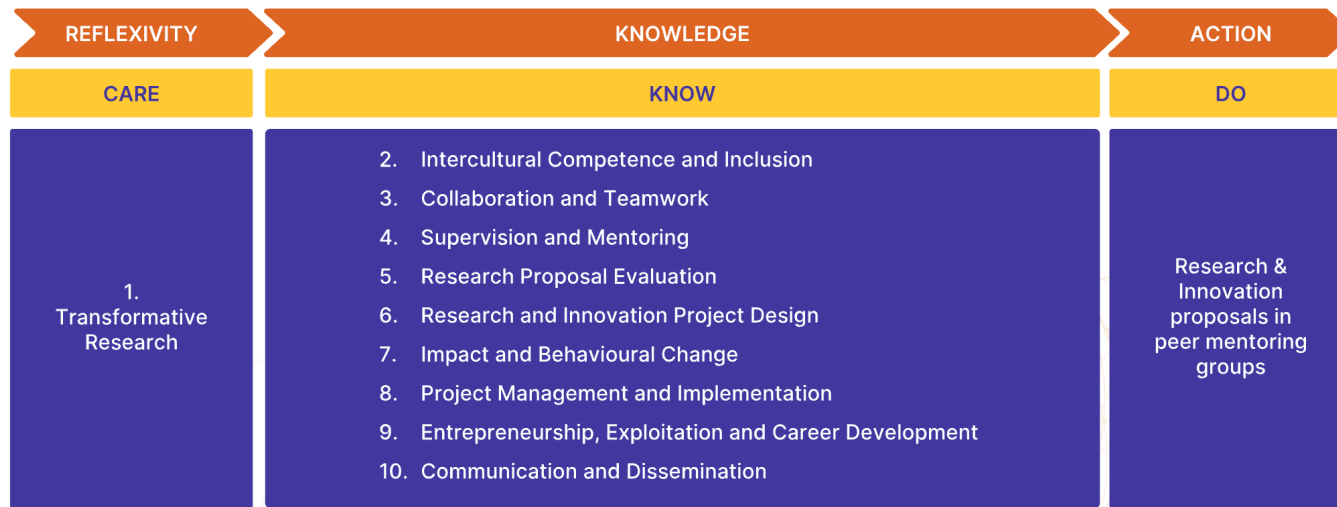 REFLEXIVITY
KNOWLEDGE
ACTION
CARE
KNOW
DO
1.
Transformative
Research
2. Intercultural Competence and Inclusion
3. Collaboration and Teamwork
4. Supervision and Mentoring
5. Research Proposal Evaluation
6. Research and Innovation Project Design
7. Impact and Behavioural Change
8. Project Management and Implementation
9. Entrepreneurship, Exploitation and Career Development
10. Communication and Dissemination
Research &
Innovation
proposals in
peer mentoring
groups